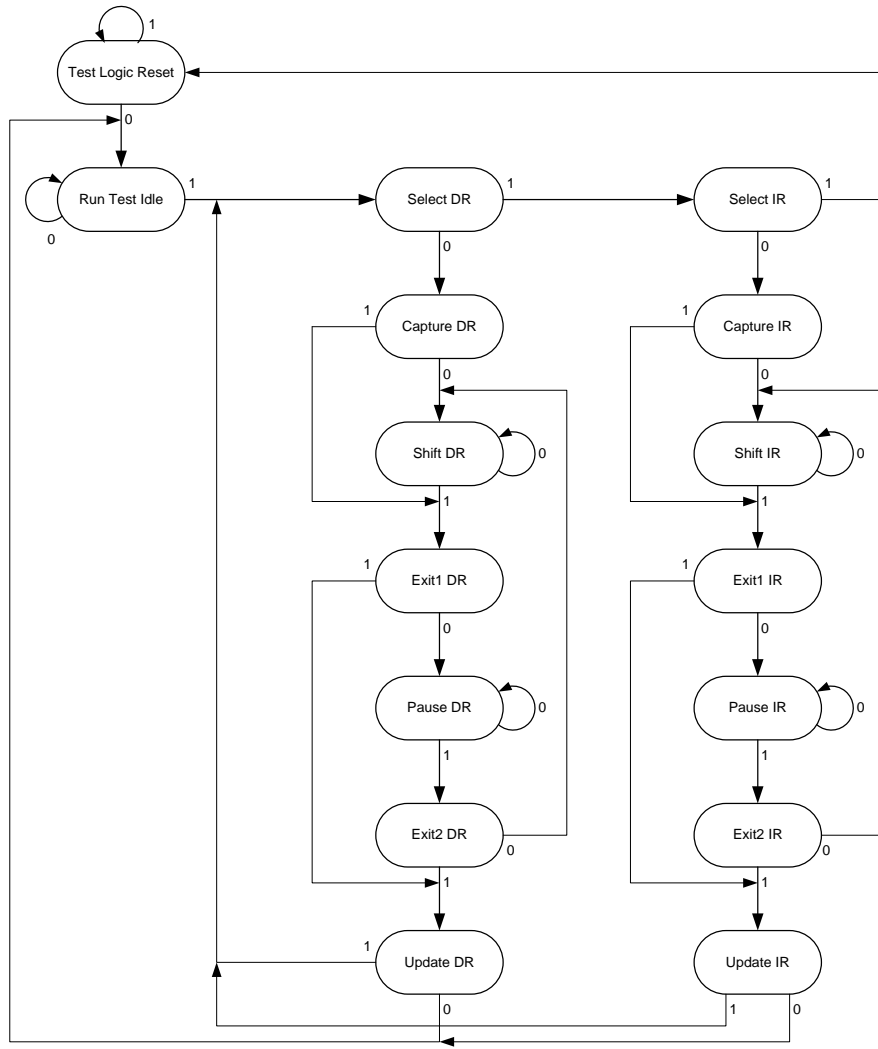 1
Test Logic Reset
0
Run Test Idle
1
0
Select DR
1
Select IR
1
0
0
1
Capture DR
1
Capture IR
0
0
Shift DR
0
Shift IR
0
1
1
1
Exit1 DR
1
Exit1 IR
0
0
Pause DR
0
Pause IR
0
1
1
Exit2 DR
0
Exit2 IR
0
1
1
1
Update DR
Update IR
0
1
0